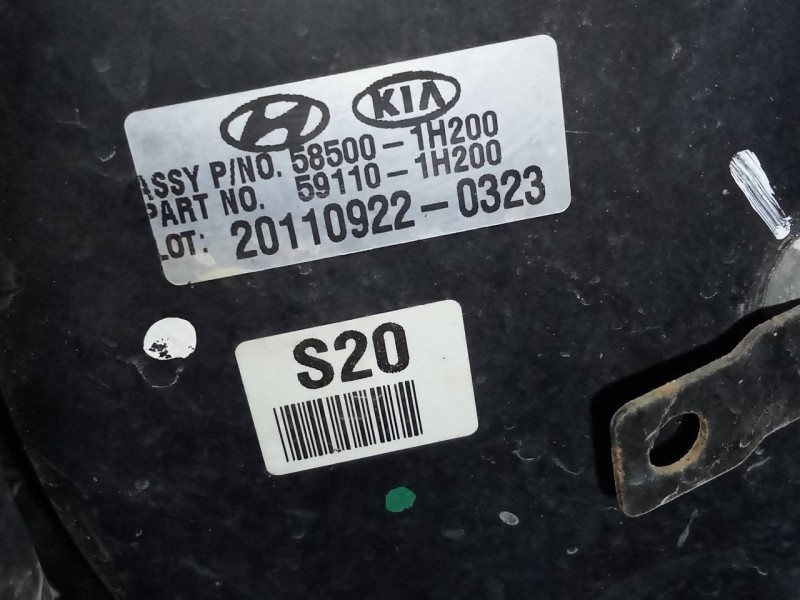 KIA
ASSY P/NO. 58500-1H200
PART NO. 59110-1H200
LOT: 20110922-0323
S20